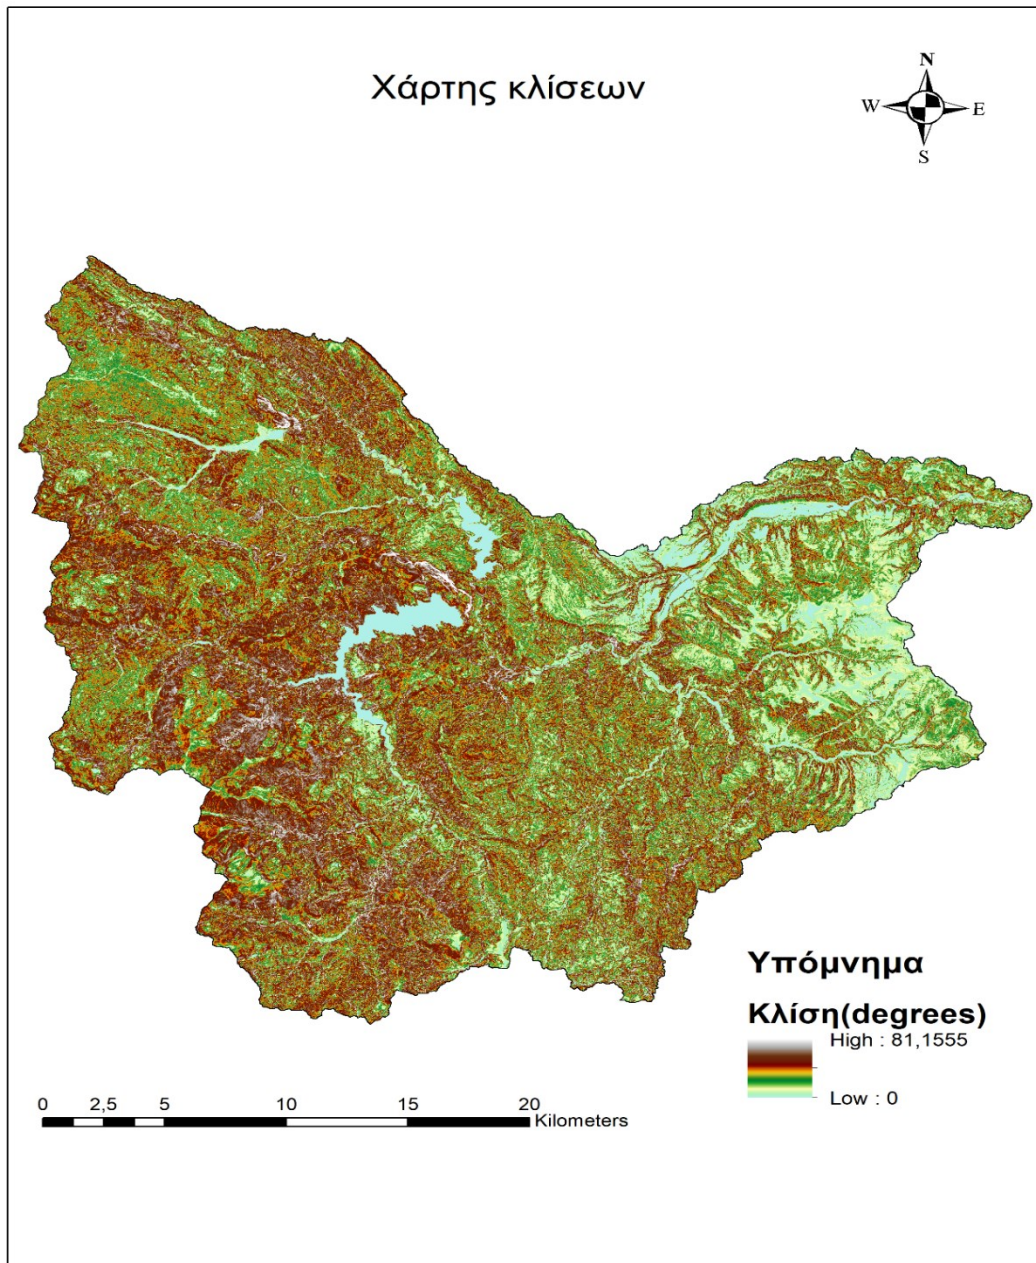 Χάρτης κλίσεων
N
W E
S
Υπόμνημα
Κλίση(degrees)
High : 81,1555
Low : 0
0 2,5 5 10 15 20
Kilometers